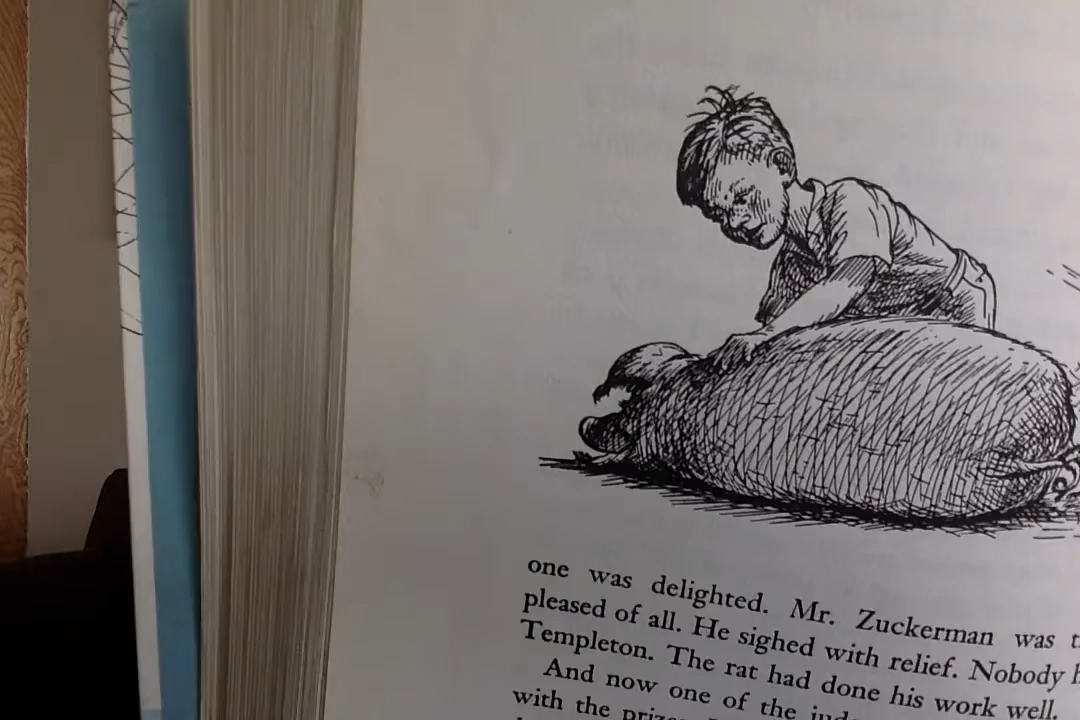 one was delighted. Mr. Zuckerman was
pleased of all. He sighed with relief. Nobody
Templeton. The rat had done his work well.
And now one of the
with the